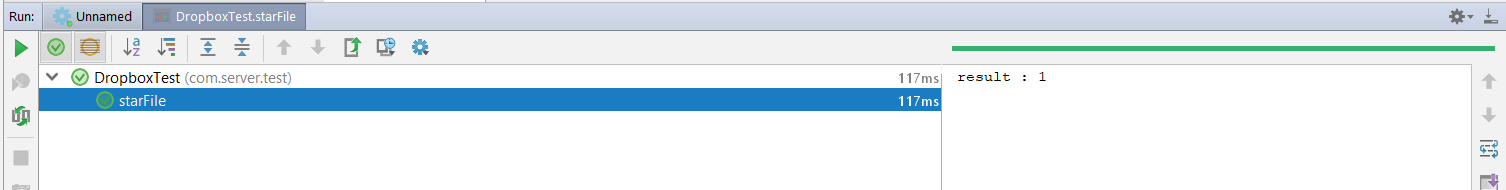 Run: Unnamed DropboxTest.starFile
DropboxTest (com.server.test) 117ms
starFile 117ms
result : 1